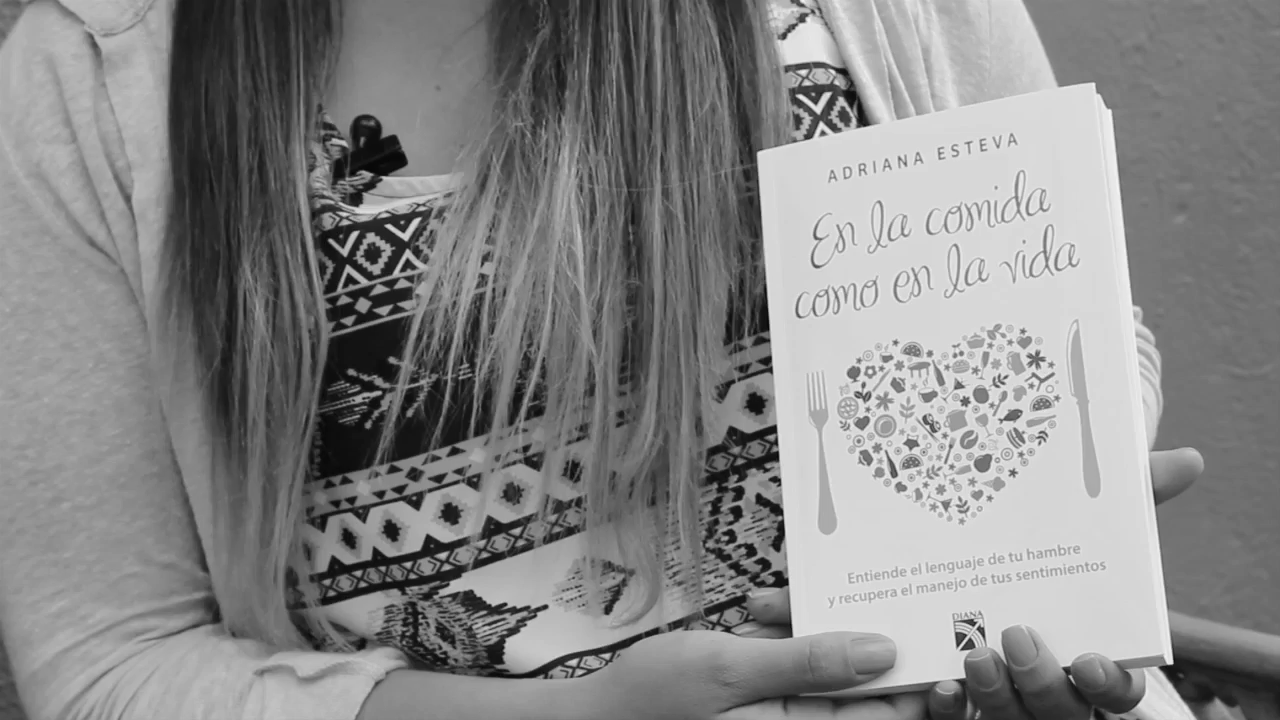 ADRIANA ESTEVA
En la comida
como en la vida
Entiende el lenguaje de tu hambre
y recupera el manejo de tus sentimientos
DIANA